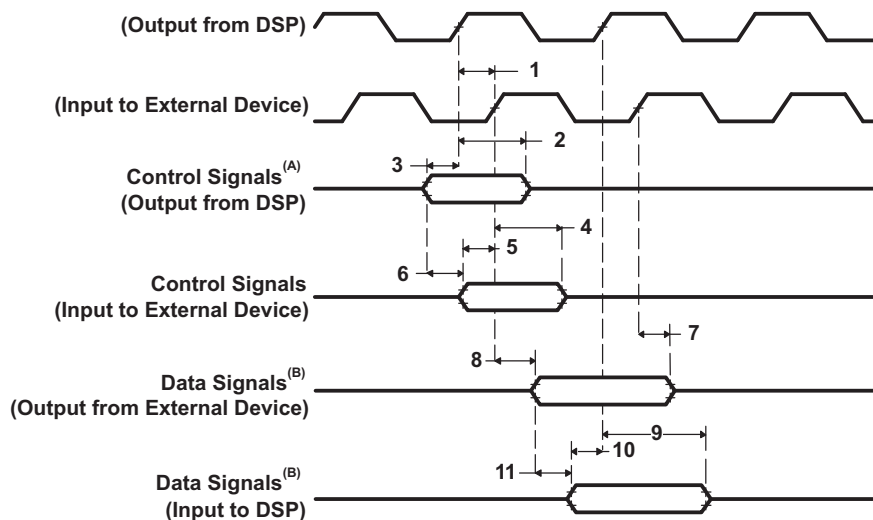 (Output from DSP)
1
(Input to External Device)
2
3
Control Signals(A)
(Output from DSP)
4
5
6
Control Signals
(Input to External Device)
7
8
Data Signals(B)
(Output from External Device)
9
10
11
Data Signals(B)
(Input to DSP)